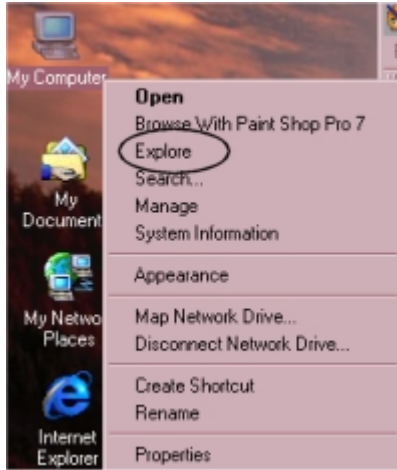 My Computer
Open
Browse With Paint Shop Pro 7
Explore
Search...
Manage
System Information
Appearance
Map Network Drive...
Disconnect Network Drive...
Create Shortcut
Rename
Properties
My
Document
My Netwo
Places
Internet
Explorer